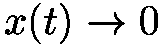 x(t) → 0